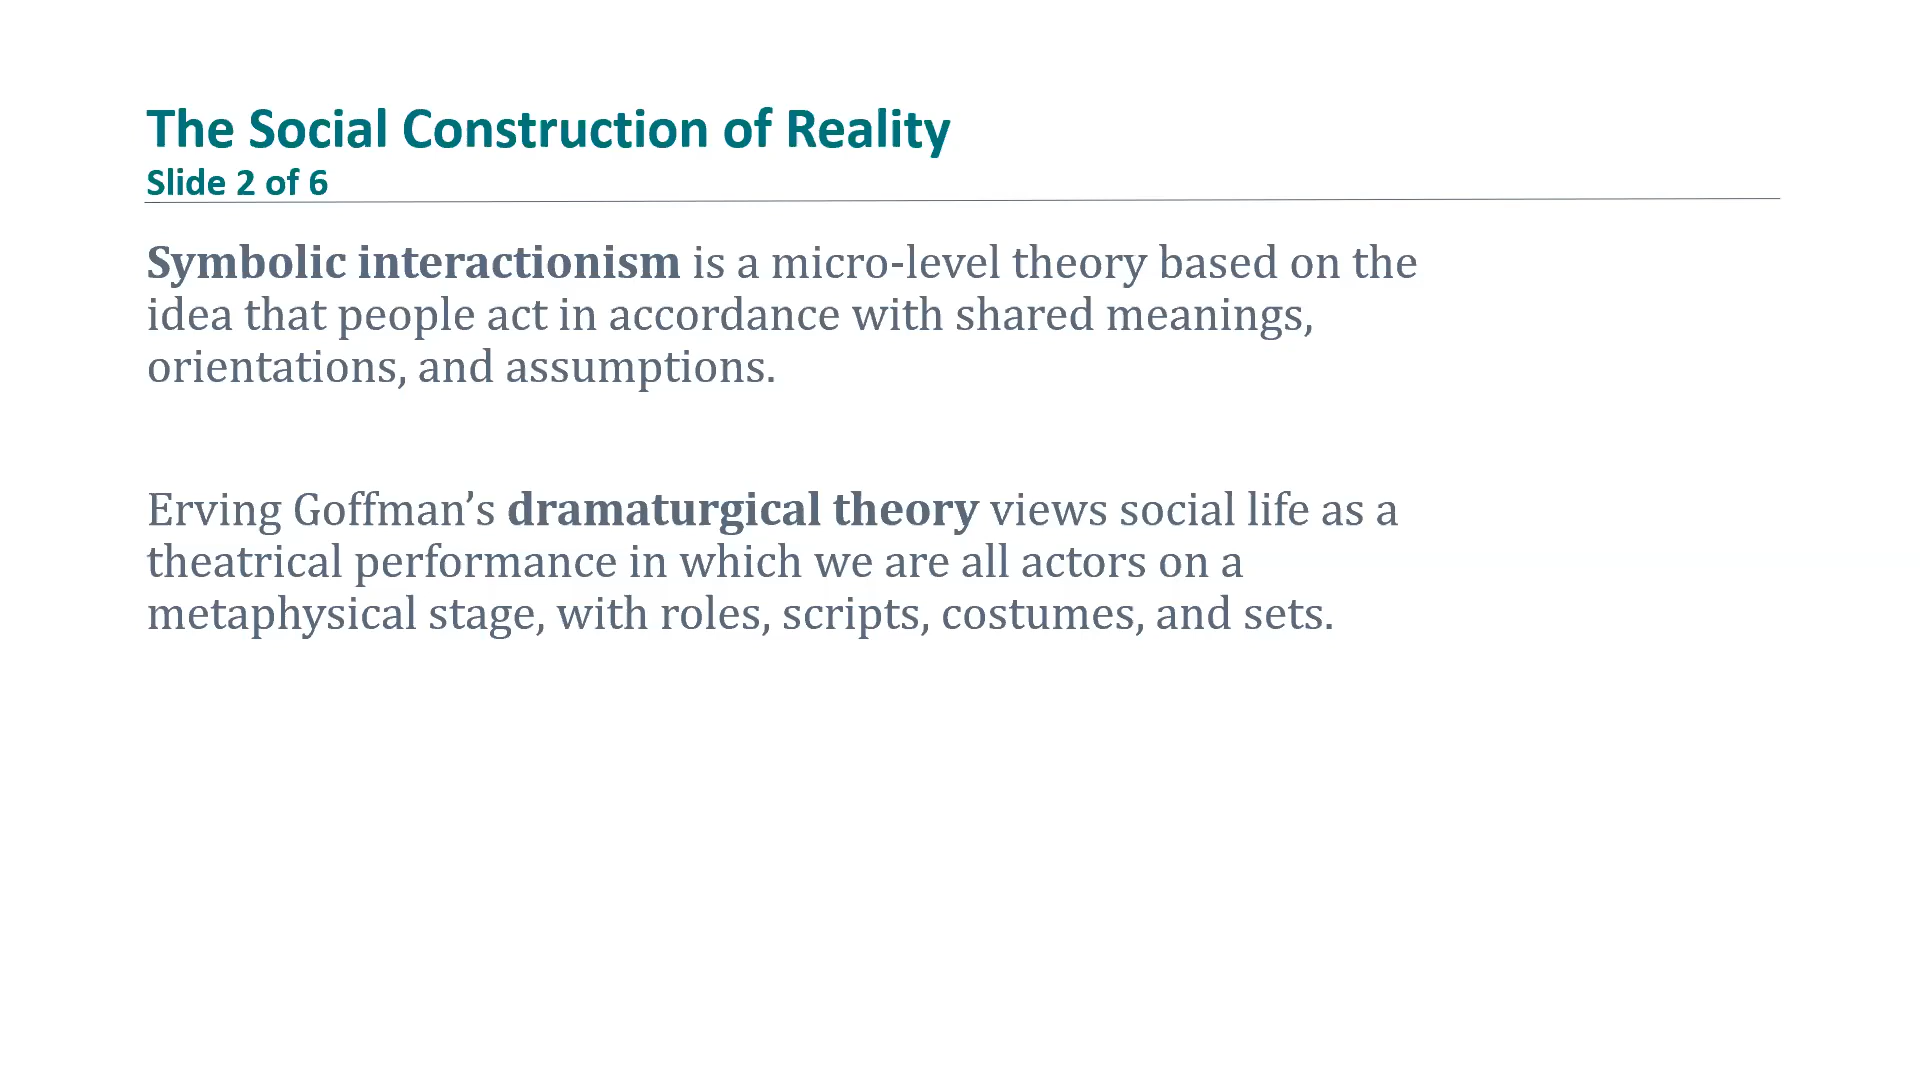 The Social Construction of Reality
Slide 2 of 6
Symbolic interactionism is a micro-level theory based on the
idea that people act in accordance with shared meanings,
orientations, and assumptions.
Erving Goffman’s dramaturgical theory views social life as a
theatrical performance in which we are all actors on a
metaphysical stage, with roles, scripts, costumes, and sets.